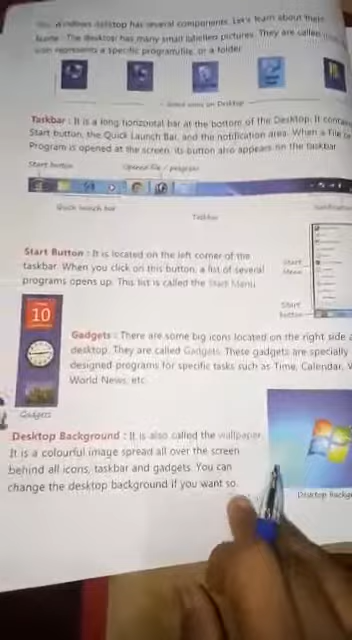 Windows desktop has several components. Let's learn about them
The desktop has many small labelled pictures. They are called
icon represents a specific program, file, or a folder.
Some icons on Desktop
Taskbar : It is a long horizontal bar at the bottom of the Desktop. It contains
Start button, the Quick Launch Bar, and the notification area. When a File or
Program is opened at the screen, its button also appears on the taskbar.
Start button
Opened file / program
Quick launch bar
Taskbar
Start Button : It is located on the left corner of the
taskbar. When you click on this button, a list of several
programs opens up. This list is called the Start Menu.
Start
Menu
Start
button
10
Gadgets : There are some big icons located on the right side
desktop. They are called Gadgets. These gadgets are specially
designed programs for specific tasks such as Time, Calendar,
World News, etc.
Gadgets
Desktop Background : It is also called the wallpaper.
It is a colourful image spread all over the screen
behind all icons, taskbar and gadgets. You can
change the desktop background if you want so.
Desktop Backg